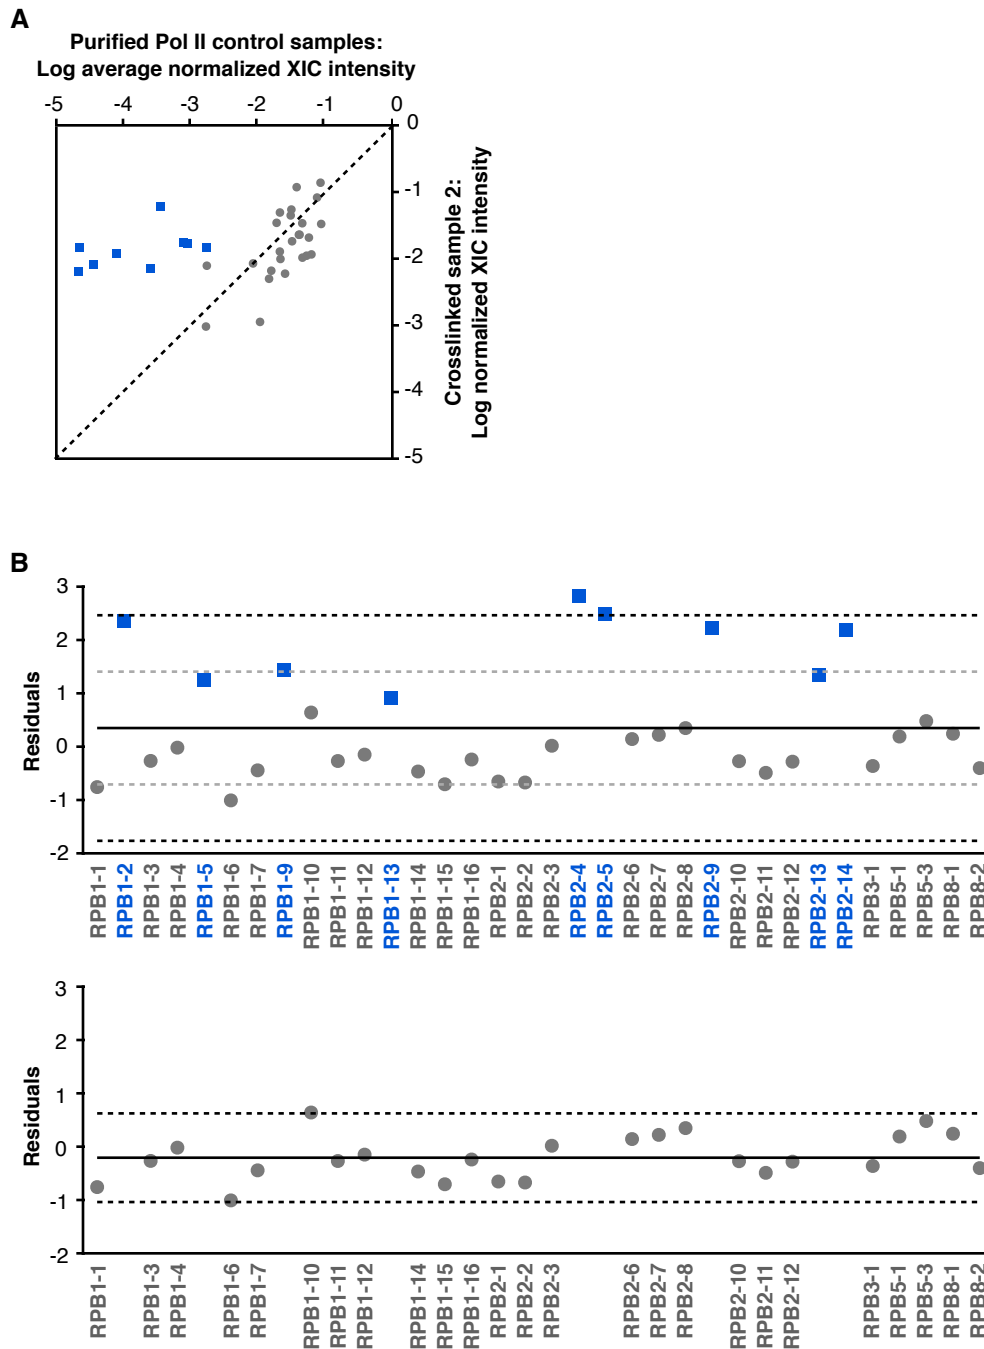 A
Purified Pol II control samples:
Log average normalized XIC intensity
-5 -4 -3 -2 -1 0
0
-1
-2
-3
-4
-5
Crosslinked sample 2:
Log normalized XIC intensity
B
3
2
1
0
-1
-2
Residuals
RPB1-1
RPB1-2
RPB1-3
RPB1-4
RPB1-5
RPB1-6
RPB1-7
RPB1-9
RPB1-10
RPB1-11
RPB1-12
RPB1-13
RPB1-14
RPB1-15
RPB1-16
RPB2-1
RPB2-2
RPB2-3
RPB2-4
RPB2-5
RPB2-6
RPB2-7
RPB2-8
RPB2-9
RPB2-10
RPB2-11
RPB2-12
RPB2-13
RPB2-14
RPB3-1
RPB5-1
RPB5-3
RPB8-1
RPB8-2
3
2
1
0
-1
-2
Residuals
RPB1-1
RPB1-3
RPB1-4
RPB1-6
RPB1-7
RPB1-10
RPB1-11
RPB1-12
RPB1-14
RPB1-15
RPB1-16
RPB2-1
RPB2-2
RPB2-3
RPB2-6
RPB2-7
RPB2-8
RPB2-10
RPB2-11
RPB2-12
RPB3-1
RPB5-1
RPB5-3
RPB8-1
RPB8-2